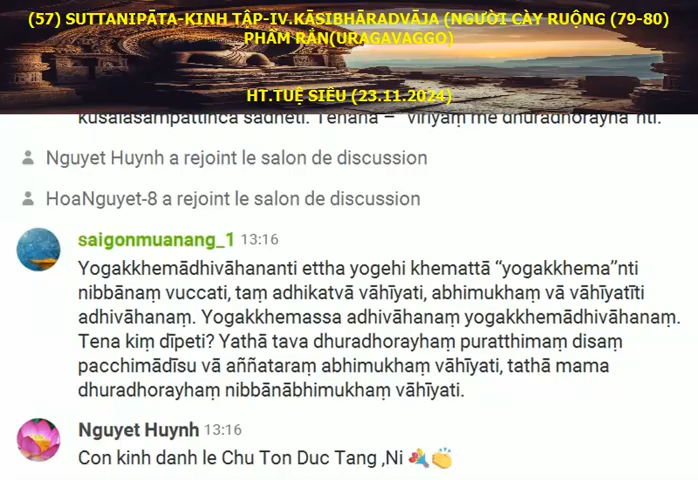 (57) SUTTANIPĀTA-KINH TẬP-IV.KĀSIBHĀRADVĀJA (NGƯỜI CÀY RUỘNG (79-80)
PHẨM RẮN(URAGAVAGGO)
HT.TUỆ SIÊU (23.11.2024)
kusalasampattiñca sādheti. Tenāha – “vīriyaṃ me dhuradhorayha”nti.
Nguyet Huynh a rejoint le salon de discussion
HoaNguyet-8 a rejoint le salon de discussion
saigonmuanang_1 13:16
Yogakkhemādhivāhananti ettha yogehi khemattā “yogakkhema”nti
nibbānaṃ vuccati, taṃ adhikatvā vāhīyati, abhimukhaṃ vā vāhīyatīti
adhivāhanaṃ. Yogakkhemassa adhivāhanaṃ yogakkhemādhivāhanaṃ.
Tena kiṃ dīpeti? Yathā tava dhuradhorayhaṃ puratthimaṃ disaṃ
pacchimādīsu vā aññataraṃ abhimukhaṃ vāhīyati, tathā mama
dhuradhorayhaṃ nibbānābhimukhaṃ vāhīyati.
Nguyet Huynh 13:16
Con kinh danh le Chu Ton Duc Tang ,Ni